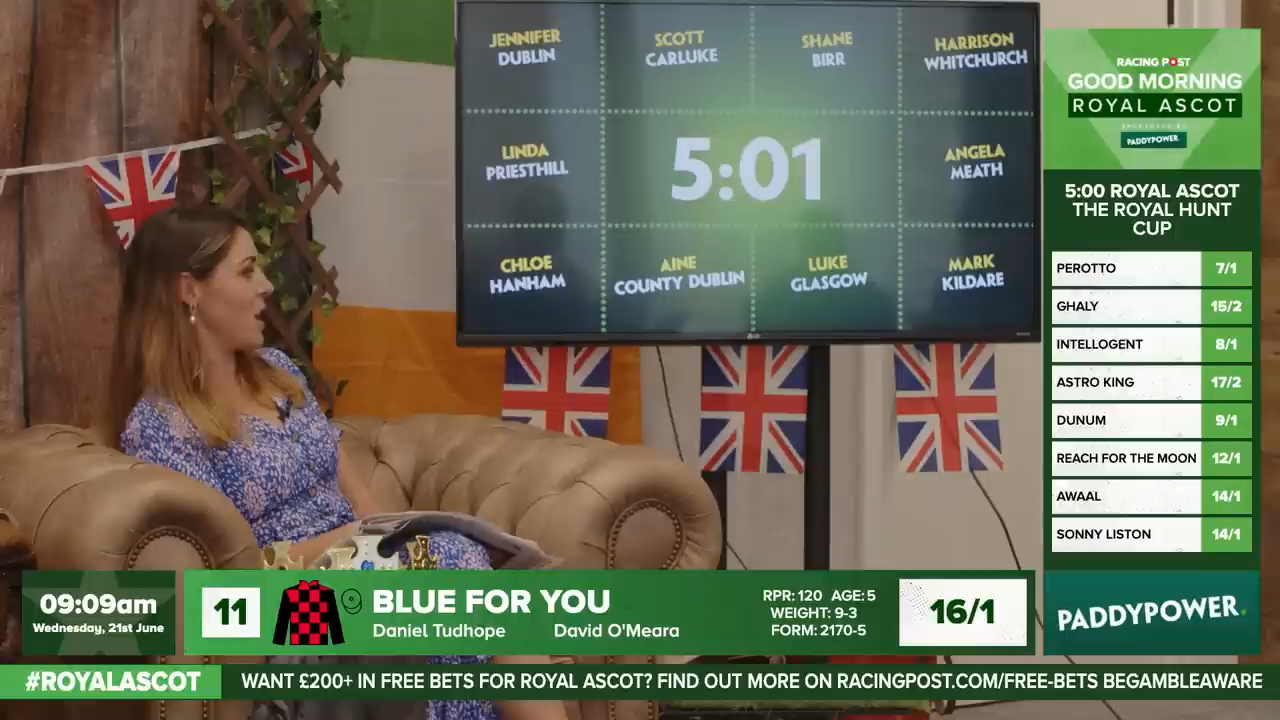 JENNIFER
DUBLIN
SCOTT
CARLUKE
SHANE
BIRR
HARRISON
WHITCHURCH
LINDA
PRIESTHILL
5:01
ANGELA
MEATH
CHLOE
HANHAM
AINE
COUNTY DUBLIN
LUKE
GLASGOW
MARK
KILDARE
RACING POST
GOOD MORNING
ROYAL ASCOT
PADDYPOWER.
5:00 ROYAL ASCOT
THE ROYAL HUNT
CUP
PEROTTO 7/1
GHALY 15/2
INTELLOGENT 8/1
ASTRO KING 17/2
DUNUM 9/1
REACH FOR THE MOON 12/1
AWAAL 14/1
SONNY LISTON 14/1
09:09am
Wednesday, 21st June
11
BLUE FOR YOU
Daniel Tudhope David O'Meara
RPR: 120 AGE: 5
WEIGHT: 9-3
FORM: 2170-5
16/1
PADDYPOWER.
#ROYALASCOT
WANT £200+ IN FREE BETS FOR ROYAL ASCOT? FIND OUT MORE ON RACINGPOST.COM/FREE-BETS BEGAMBLEAWARE